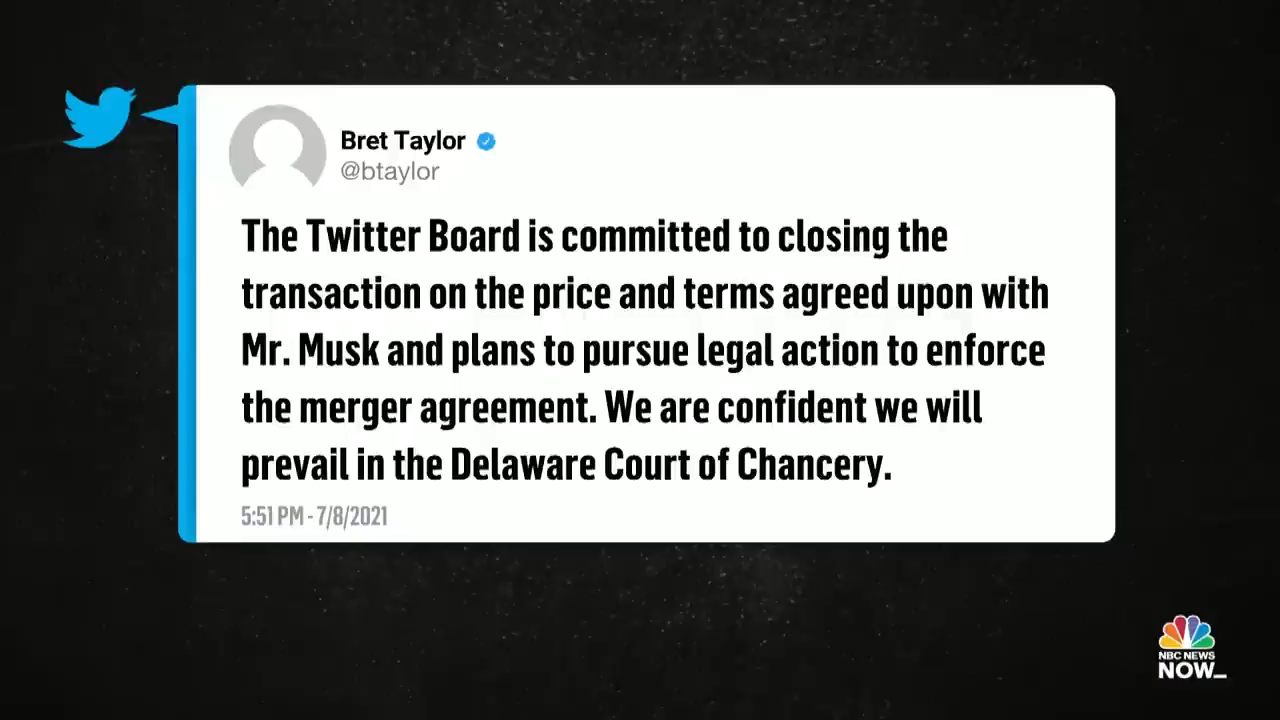 Bret Taylor
@btaylor
The Twitter Board is committed to closing the
transaction on the price and terms agreed upon with
Mr. Musk and plans to pursue legal action to enforce
the merger agreement. We are confident we will
prevail in the Delaware Court of Chancery.
5:51 PM - 7/8/2021
NBC NEWS
NOW_